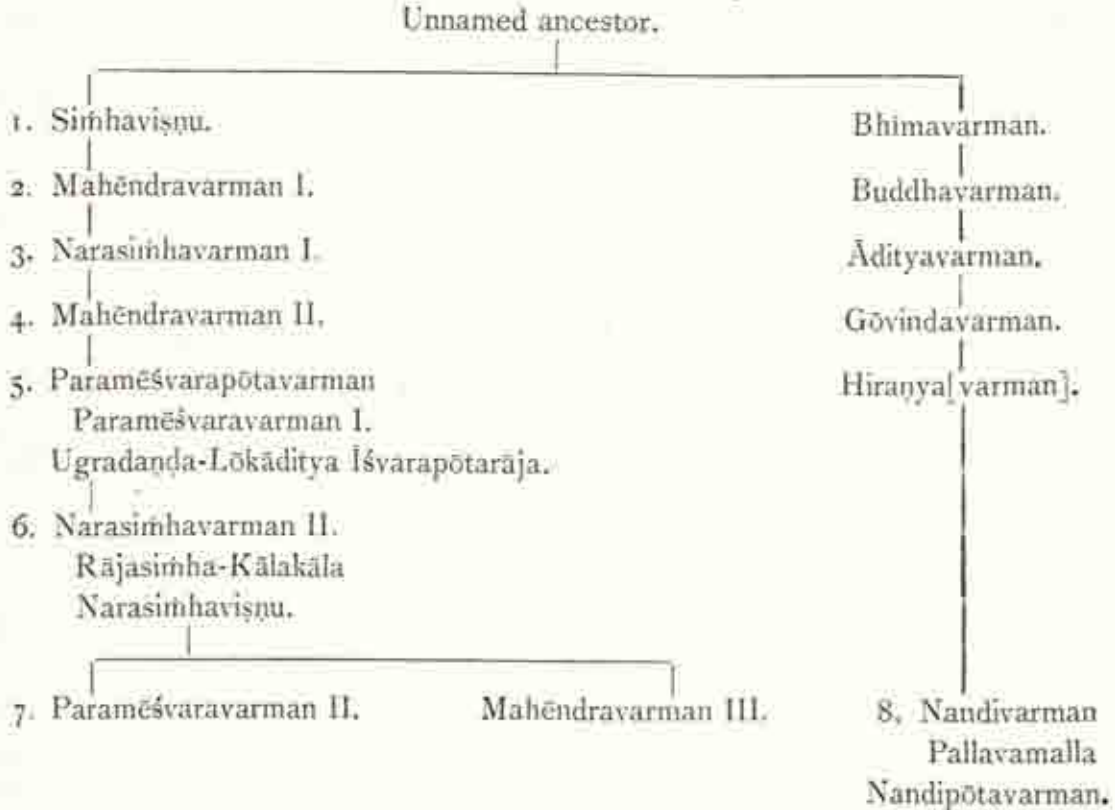 Unnamed ancestor.
1. Siṁhaviṣṇu. Bhīmavarman.
2. Mahēndravarman I. Buddhavarman.
3. Narasiṁhavarman I. Ādityavarman.
4. Mahēndravarman II. Gōvindavarman.
5. Paramēśvarapōtavarman Hiraṇya[varman].
Paramēśvaravarman I.
Ugradaṇḍa-Lōkāditya Īśvarapōtarāja.
6. Narasiṁhavarman II.
Rājasiṁha-Kālakāla
Narasiṁhaviṣṇu.
7. Paramēśvaravarman II. Mahēndravarman III. 8. Nandivarman
Pallavamalla
Nandipōtavarman.